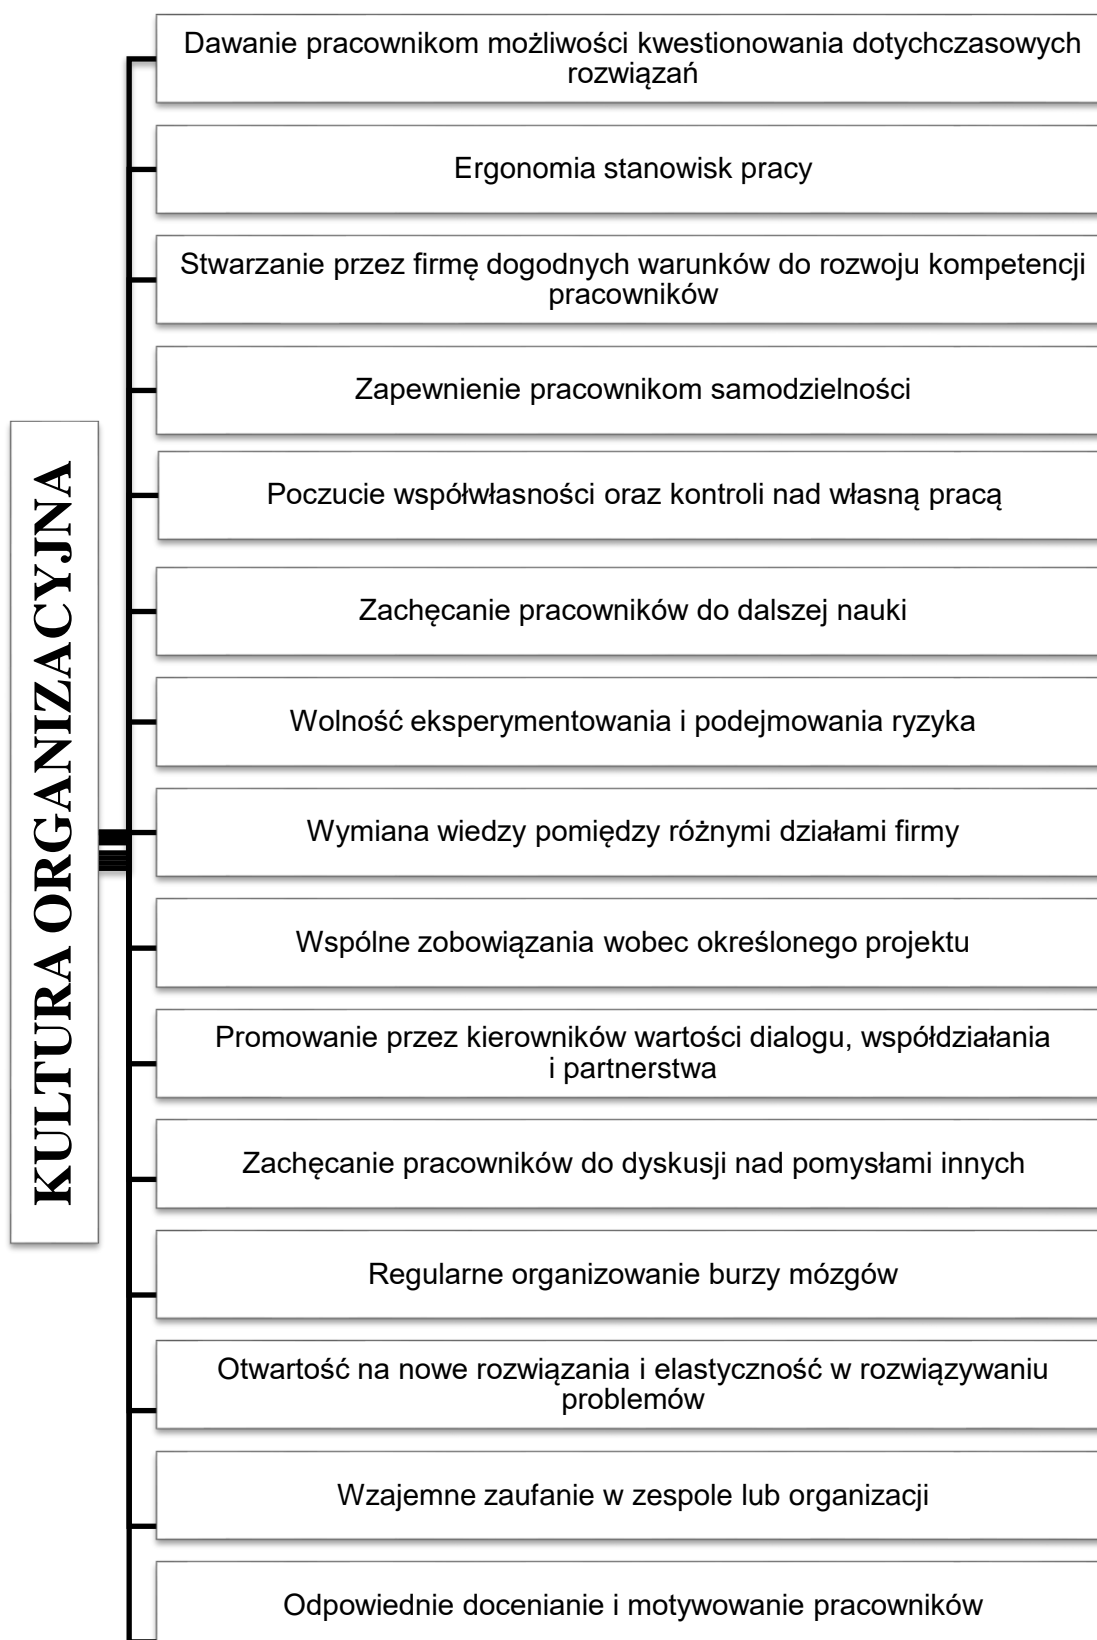 KULTURA ORGANIZACYJNA
Dawanie pracownikom możliwości kwestionowania dotychczasowych
rozwiązań
Ergonomia stanowisk pracy
Stwarzanie przez firmę dogodnych warunków do rozwoju kompetencji
pracowników
Zapewnienie pracownikom samodzielności
Poczucie współwłasności oraz kontroli nad własną pracą
Zachęcanie pracowników do dalszej nauki
Wolność eksperymentowania i podejmowania ryzyka
Wymiana wiedzy pomiędzy różnymi działami firmy
Wspólne zobowiązania wobec określonego projektu
Promowanie przez kierowników wartości dialogu, współdziałania
i partnerstwa
Zachęcanie pracowników do dyskusji nad pomysłami innych
Regularne organizowanie burzy mózgów
Otwartość na nowe rozwiązania i elastyczność w rozwiązywaniu
problemów
Wzajemne zaufanie w zespole lub organizacji
Odpowiednie docenianie i motywowanie pracowników